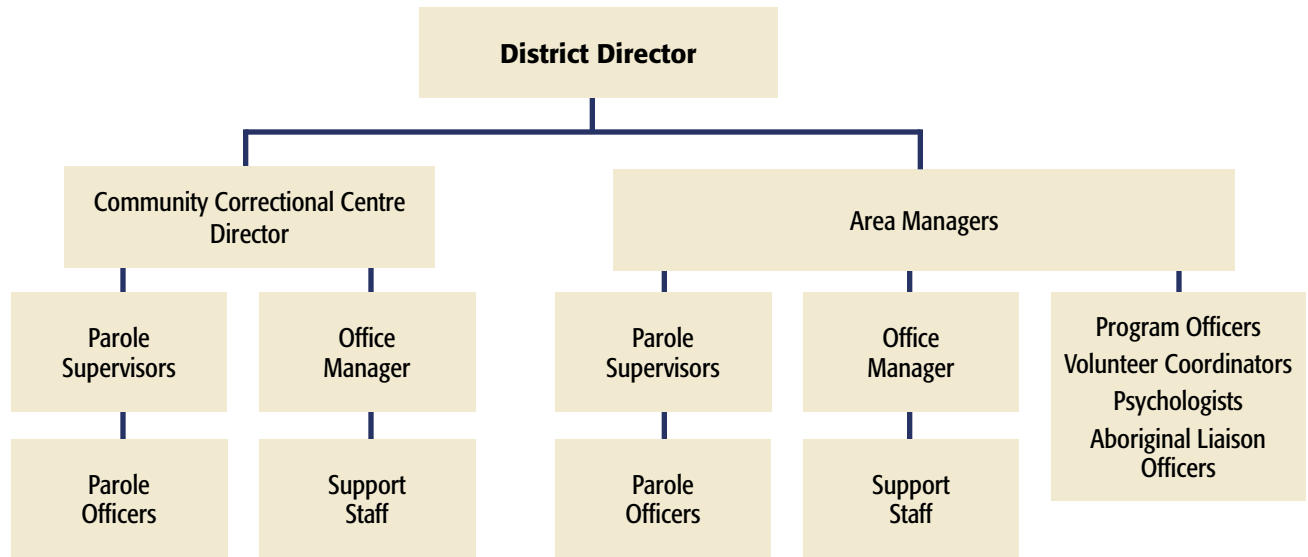 District Director
Community Correctional Centre
Director
Area Managers
Parole
Supervisors
Office
Manager
Parole
Supervisors
Office
Manager
Program Officers
Volunteer Coordinators
Psychologists
Aboriginal Liaison
Officers
Parole
Officers
Support
Staff
Parole
Officers
Support
Staff